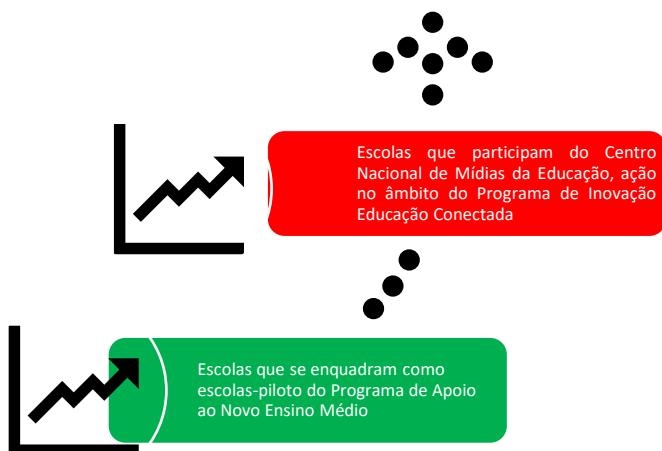 Escolas que participam do Centro
Nacional de Mídias da Educação, ação
no âmbito do Programa de Inovação
Educação Conectada
Escolas que se enquadram como
escolas-piloto do Programa de Apoio
ao Novo Ensino Médio